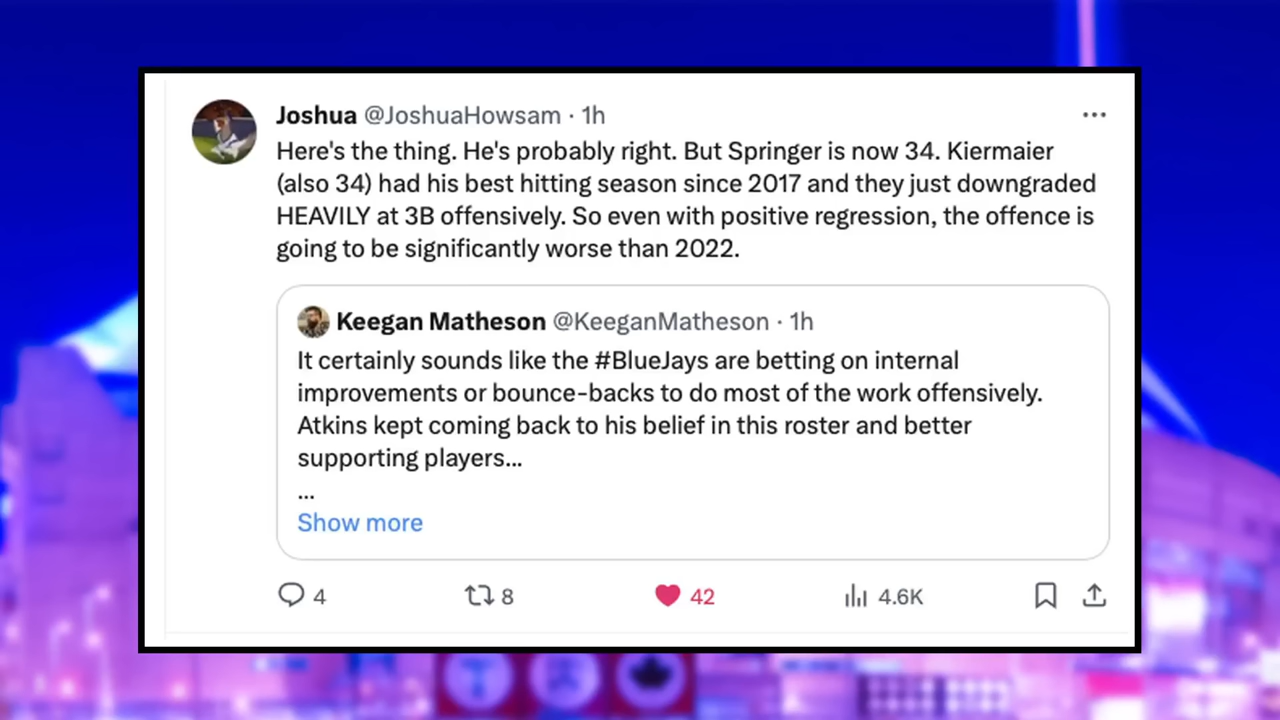 Joshua @JoshuaHowsam · 1h
Here's the thing. He's probably right. But Springer is now 34. Kiermaier
(also 34) had his best hitting season since 2017 and they just downgraded
HEAVILY at 3B offensively. So even with positive regression, the offence is
going to be significantly worse than 2022.
Keegan Matheson @KeeganMatheson · 1h
It certainly sounds like the #BlueJays are betting on internal
improvements or bounce-backs to do most of the work offensively.
Atkins kept coming back to his belief in this roster and better
supporting players...
...
Show more
4 8 42 4.6K